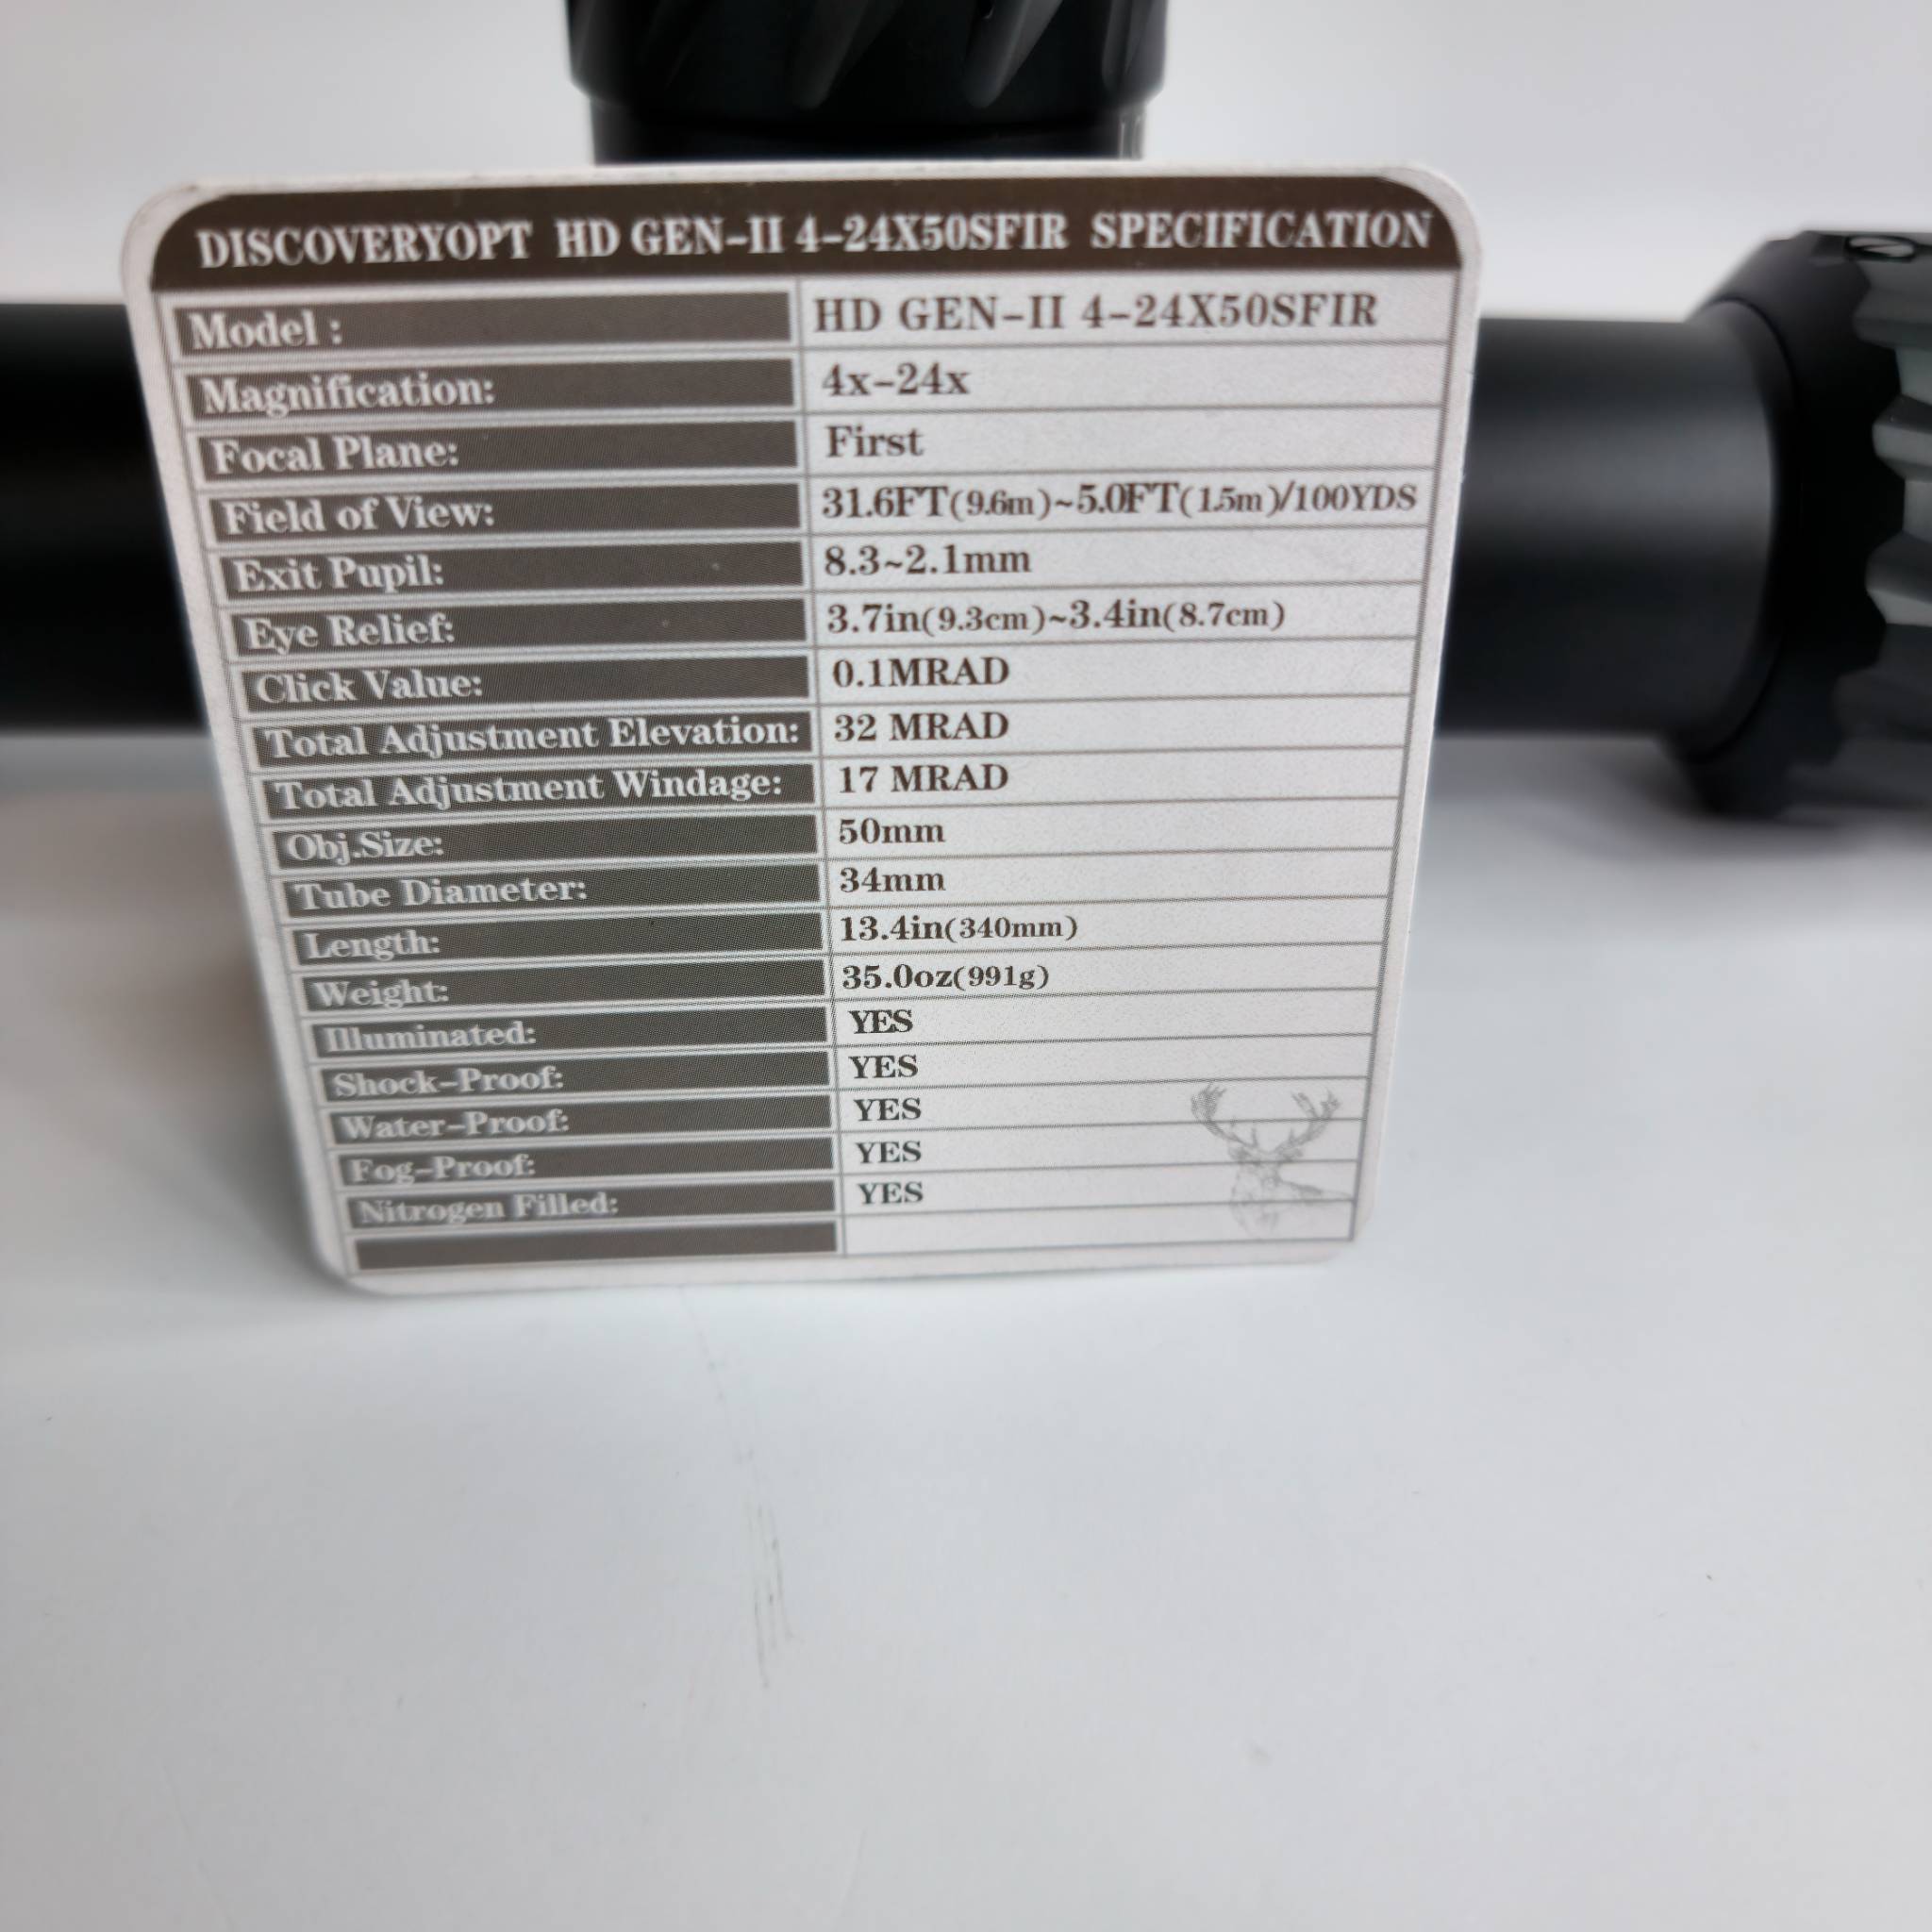 DISCOVERYOPT HD GEN-II 4-24X50SFIR SPECIFICATION
Model : HD GEN-II 4-24X50SFIR
Magnification: 4x-24x
Focal Plane: First
Field of View: 31.6FT(9.6m)~5.0FT(1.5m)/100YDS
Exit Pupil: 8.3~2.1mm
Eye Relief: 3.7in(9.3cm)~3.4in(8.7cm)
Click Value: 0.1MRAD
Total Adjustment Elevation: 32 MRAD
Total Adjustment Windage: 17 MRAD
Obj.Size: 50mm
Tube Diameter: 34mm
Length: 13.4in(340mm)
Weight: 35.0oz(991g)
Illuminated: YES
Shock-Proof: YES
Water-Proof: YES
Fog-Proof: YES
Nitrogen Filled: YES